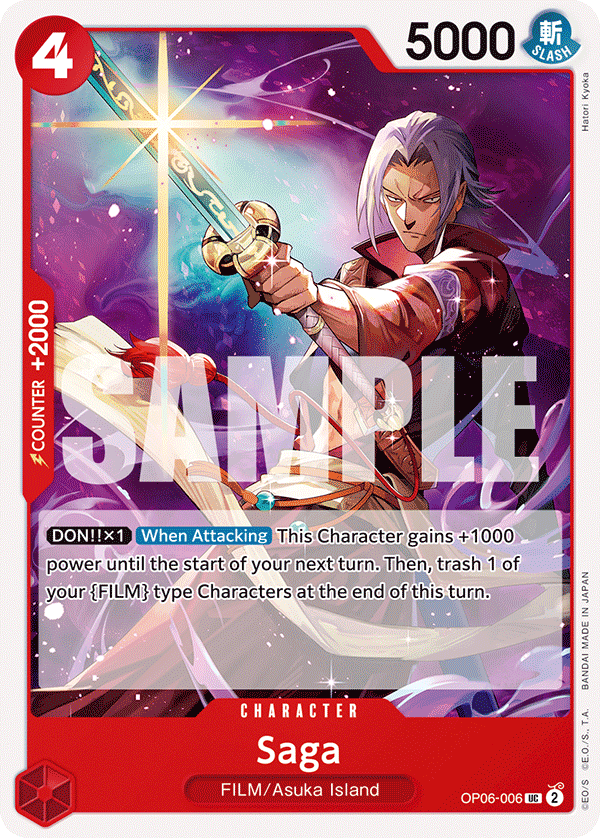 4
5000
斬
SLASH
Hatori Kyoka
COUNTER +2000
SAMPLE
DON!!×1 When Attacking This Character gains +1000
power until the start of your next turn. Then, trash 1 of
your {FILM} type Characters at the end of this turn.
CHARACTER
Saga
FILM/Asuka Island
OP06-006 UC 2
©E.O/S ©E.O./S., T.A. BANDAI MADE IN JAPAN